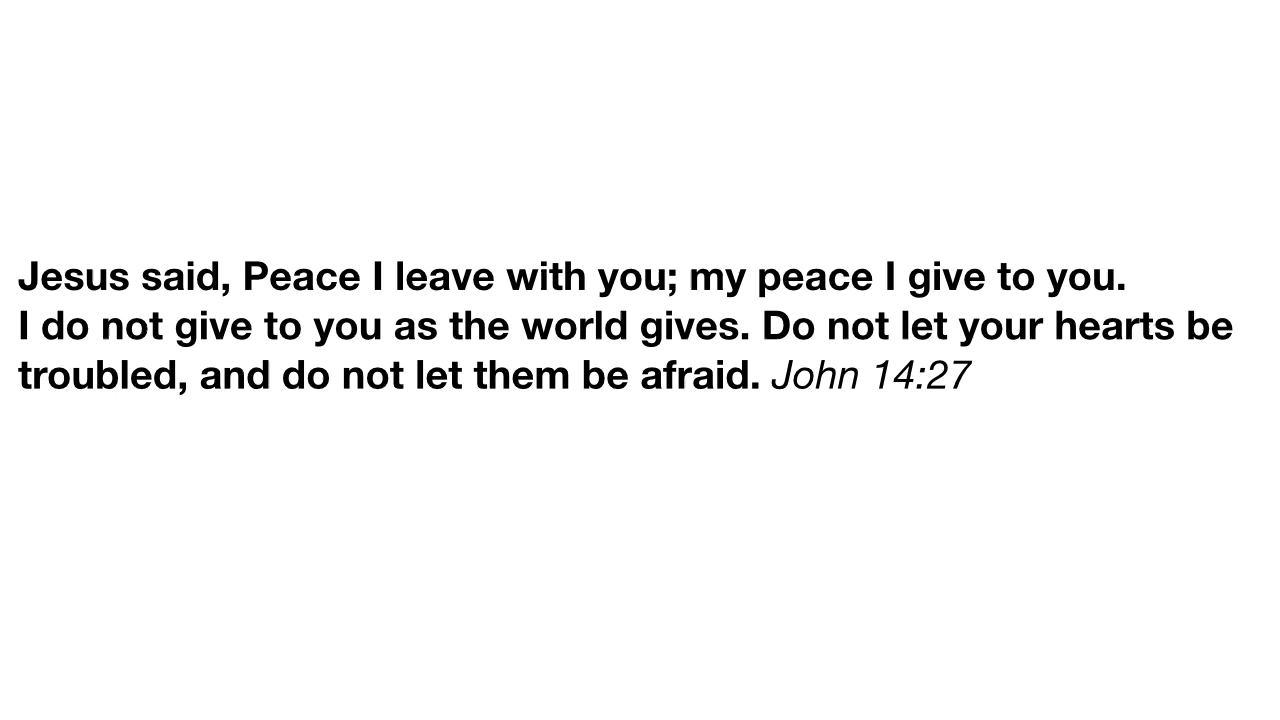 Jesus said, Peace I leave with you; my peace I give to you.
I do not give to you as the world gives. Do not let your hearts be
troubled, and do not let them be afraid. John 14:27